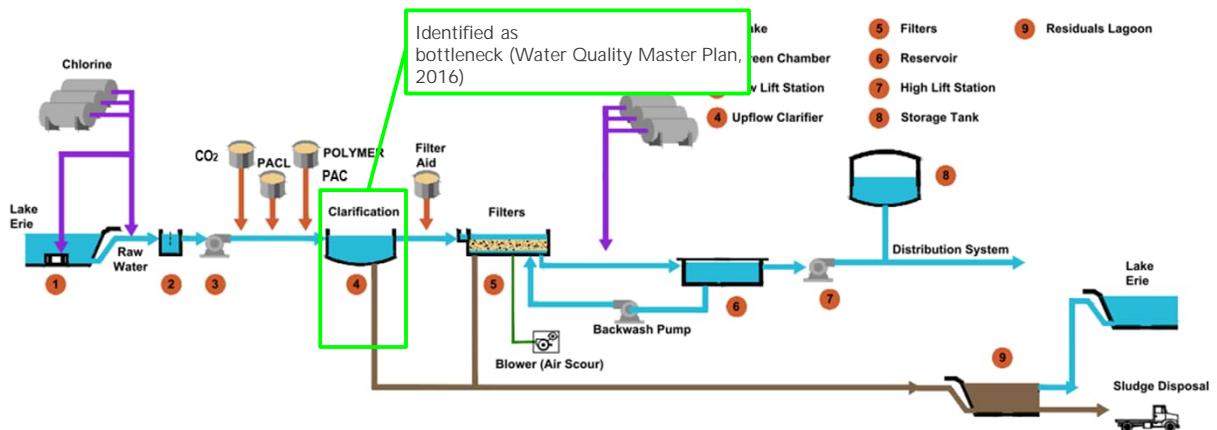 Identified as
bottleneck (Water Quality Master Plan,
2016)
5 Filters
9 Residuals Lagoon
6 Reservoir
Lift Station
7 High Lift Station
4 Upflow Clarifier
8 Storage Tank
Chlorine
CO2
PACL
POLYMER
PAC
Filter
Aid
Clarification
Filters
Lake
Erie
Raw
Water
1
2
3
4
5
6
7
8
9
Distribution System
Backwash Pump
Blower (Air Scour)
Lake
Erie
Sludge Disposal
Chamber